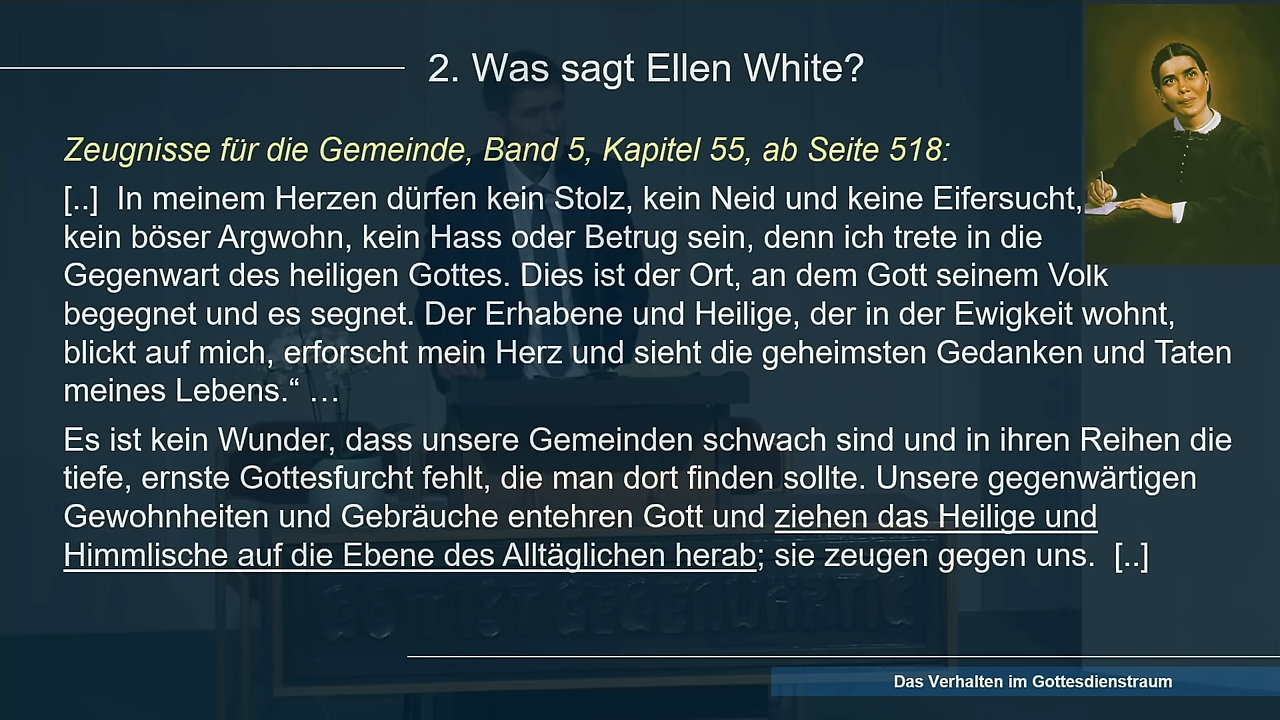 2. Was sagt Ellen White?
Zeugnisse für die Gemeinde, Band 5, Kapitel 55, ab Seite 518:
[..]  In meinem Herzen dürfen kein Stolz, kein Neid und keine Eifersucht,
kein böser Argwohn, kein Hass oder Betrug sein, denn ich trete in die
Gegenwart des heiligen Gottes. Dies ist der Ort, an dem Gott seinem Volk
begegnet und es segnet. Der Erhabene und Heilige, der in der Ewigkeit wohnt,
blickt auf mich, erforscht mein Herz und sieht die geheimsten Gedanken und Taten
meines Lebens.“ …
Es ist kein Wunder, dass unsere Gemeinden schwach sind und in ihren Reihen die
tiefe, ernste Gottesfurcht fehlt, die man dort finden sollte. Unsere gegenwärtigen
Gewohnheiten und Gebräuche entehren Gott und ziehen das Heilige und
Himmlische auf die Ebene des Alltäglichen herab; sie zeugen gegen uns.  [..]
GOTT IST GEGENWÄRTIG
Das Verhalten im Gottesdienstraum